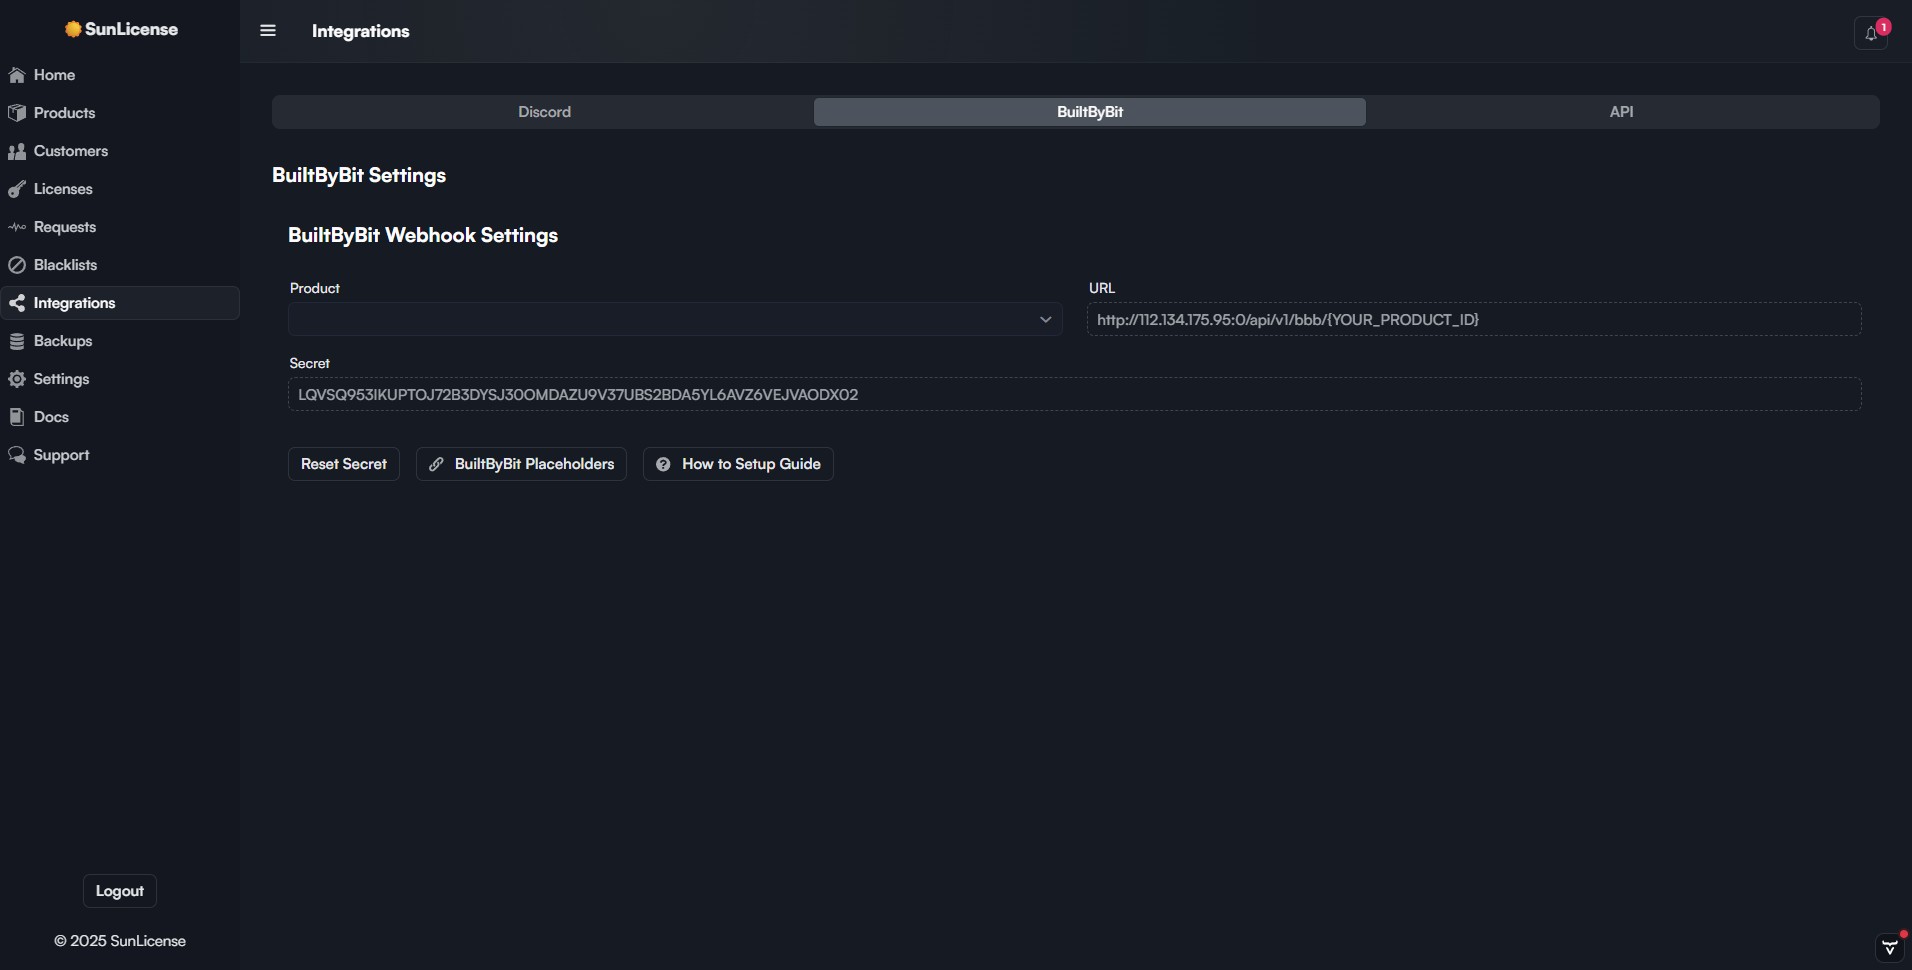 SunLicense
Integrations
1
Home
Products
Customers
Licenses
Requests
Blacklists
Integrations
Backups
Settings
Docs
Support
Discord
BuiltByBit
API
BuiltByBit Settings
BuiltByBit Webhook Settings
Product
URL
http://112.134.175.95:0/api/v1/bbb/{YOUR_PRODUCT_ID}
Secret
LQVSQ953IKUPTOJ72B3DYSJ30OMDAZU9V37UBS2BDA5YL6AVZ6VEJVAODX02
Reset Secret
BuiltByBit Placeholders
How to Setup Guide
Logout
© 2025 SunLicense